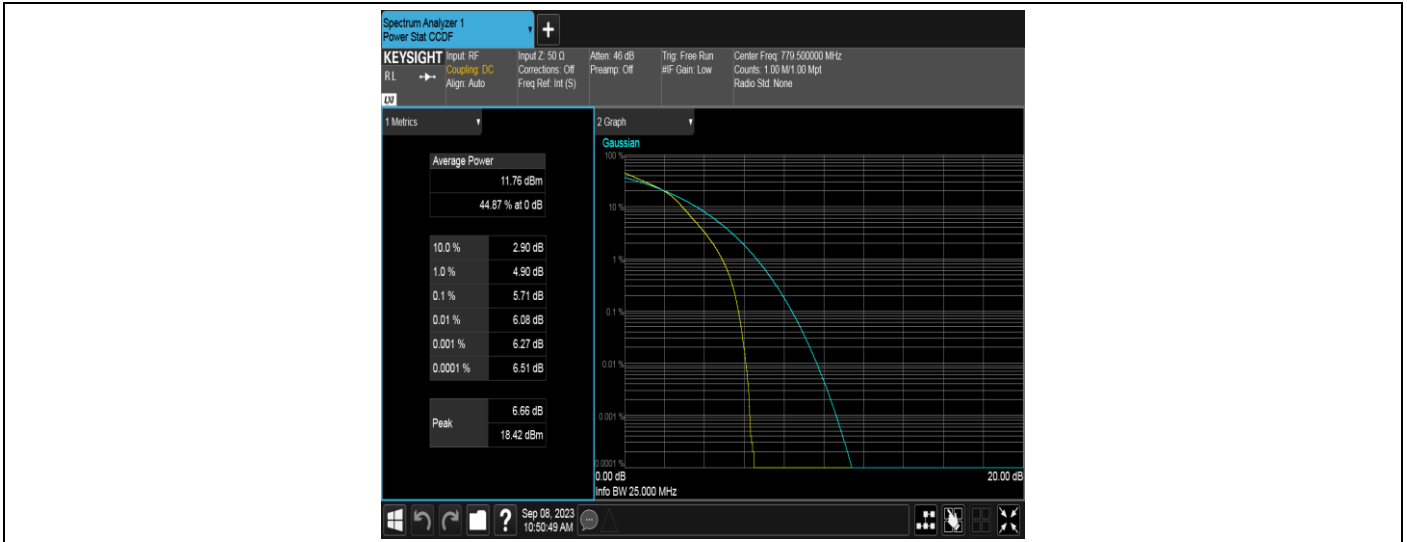 Spectrum Analyzer 1
Power Stat CCDF
+
KEYSIGHT
RL
LXI
Input: RF
Coupling: DC
Align: Auto
Input Z: 50 Ω
Corrections: Off
Freq Ref: Int (S)
Atten: 46 dB
Preamp: Off
Trig: Free Run
#IF Gain: Low
Center Freq: 779.500000 MHz
Counts: 1.00 M/1.00 Mpt
Radio Std: None
1 Metrics
Average Power
11.76 dBm
44.87 % at 0 dB
10.0 % 2.90 dB
1.0 % 4.90 dB
0.1 % 5.71 dB
0.01 % 6.08 dB
0.001 % 6.27 dB
0.0001 % 6.51 dB
Peak
6.66 dB
18.42 dBm
2 Graph
Gaussian
100 %
10 %
1 %
0.1 %
0.01 %
0.001 %
0.0001 %
0.00 dB 20.00 dB
Info BW 25.000 MHz
?
Sep 08, 2023
10:50:49 AM